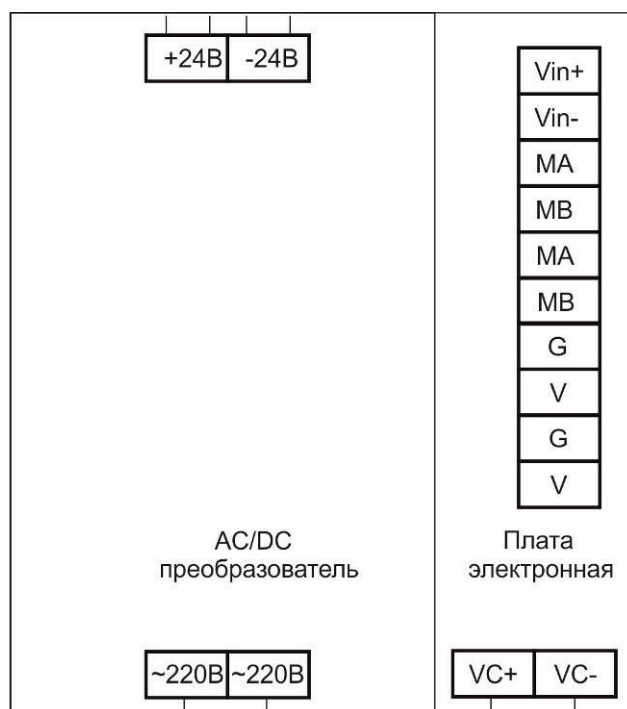 +24В -24В
Vin+
Vin-
MA
MB
MA
MB
G
V
G
V
AC/DC
преобразователь
Плата
электронная
~220В ~220В
VC+ VC-